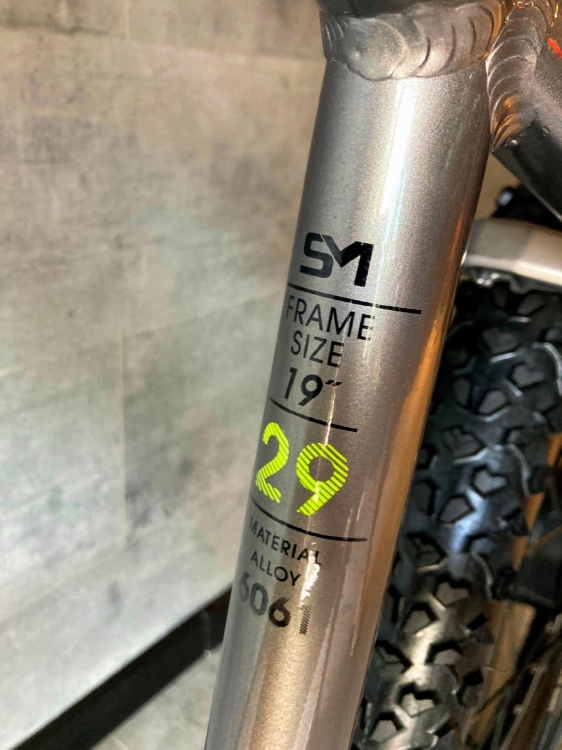 SM
FRAME
SIZE
19″
29
MATERIAL
ALLOY
6061